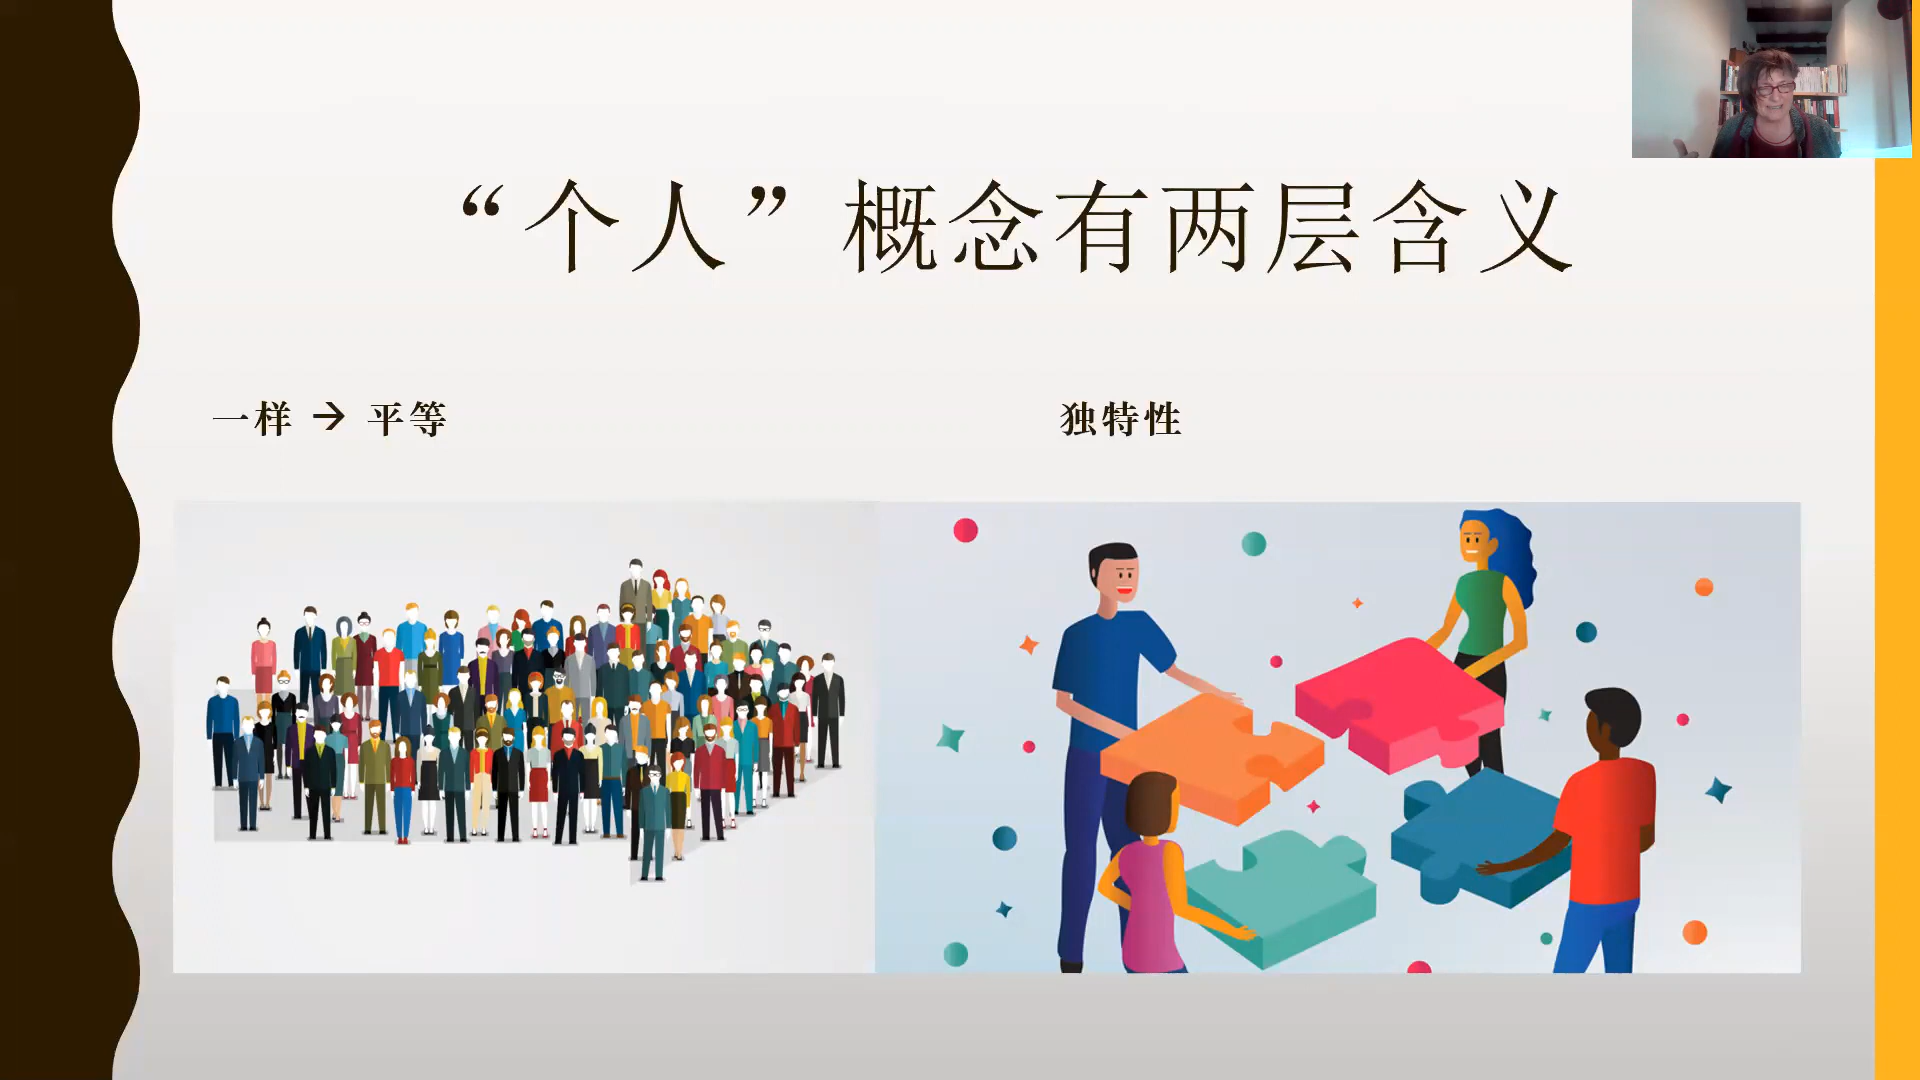 “个人”概念有两层含义
一样 → 平等
独特性